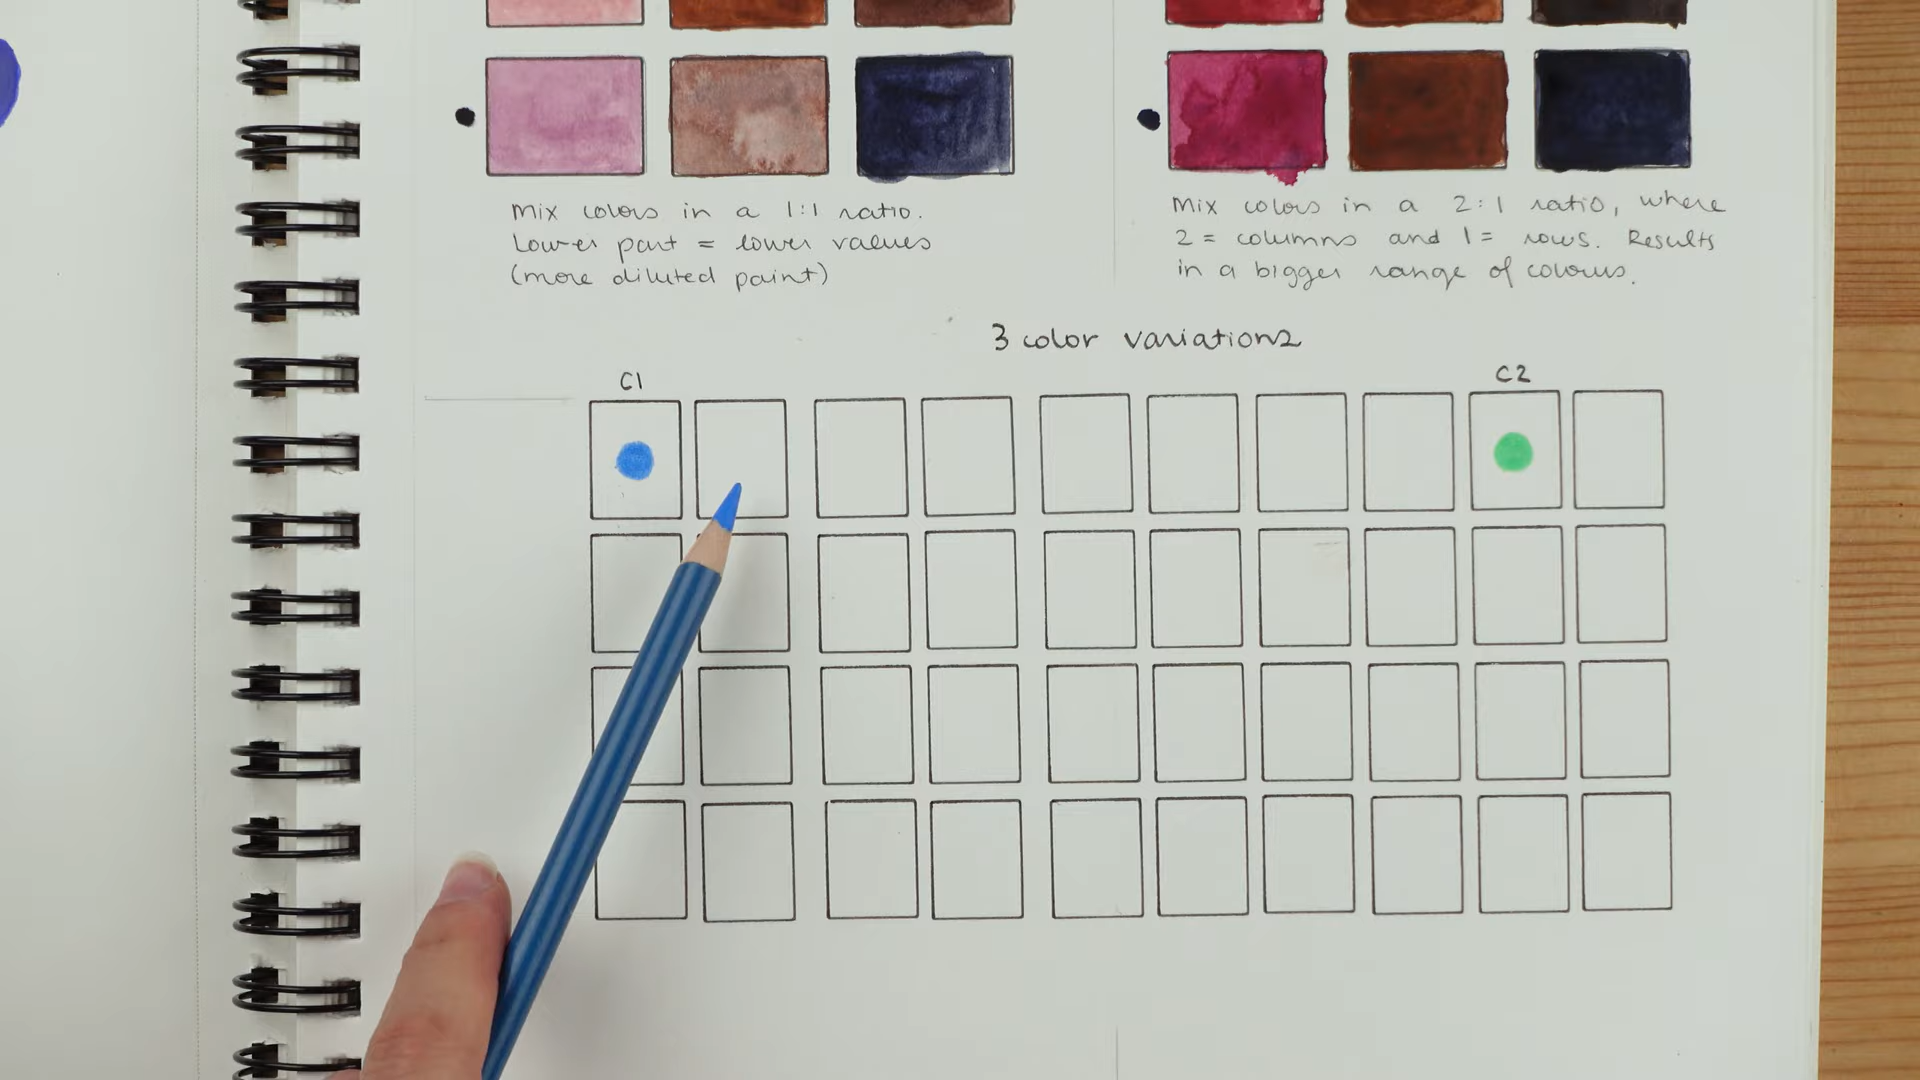 Mix colors in a 1:1 ratio.
Lower part = lower values
(more diluted paint)
Mix colors in a 2:1 ratio, where
2 = columns and 1 = rows. Results
in a bigger range of colours.
3 color variations
C1
C2